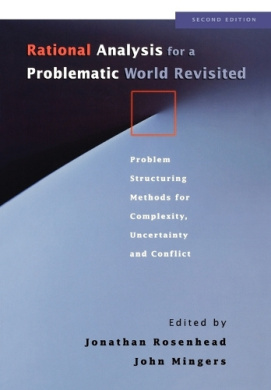 SECOND EDITION
Rational Analysis for a
Problematic World Revisited
Problem
Structuring
Methods for
Complexity,
Uncertainty
and Conflict
Edited by
Jonathan Rosenhead
John Mingers